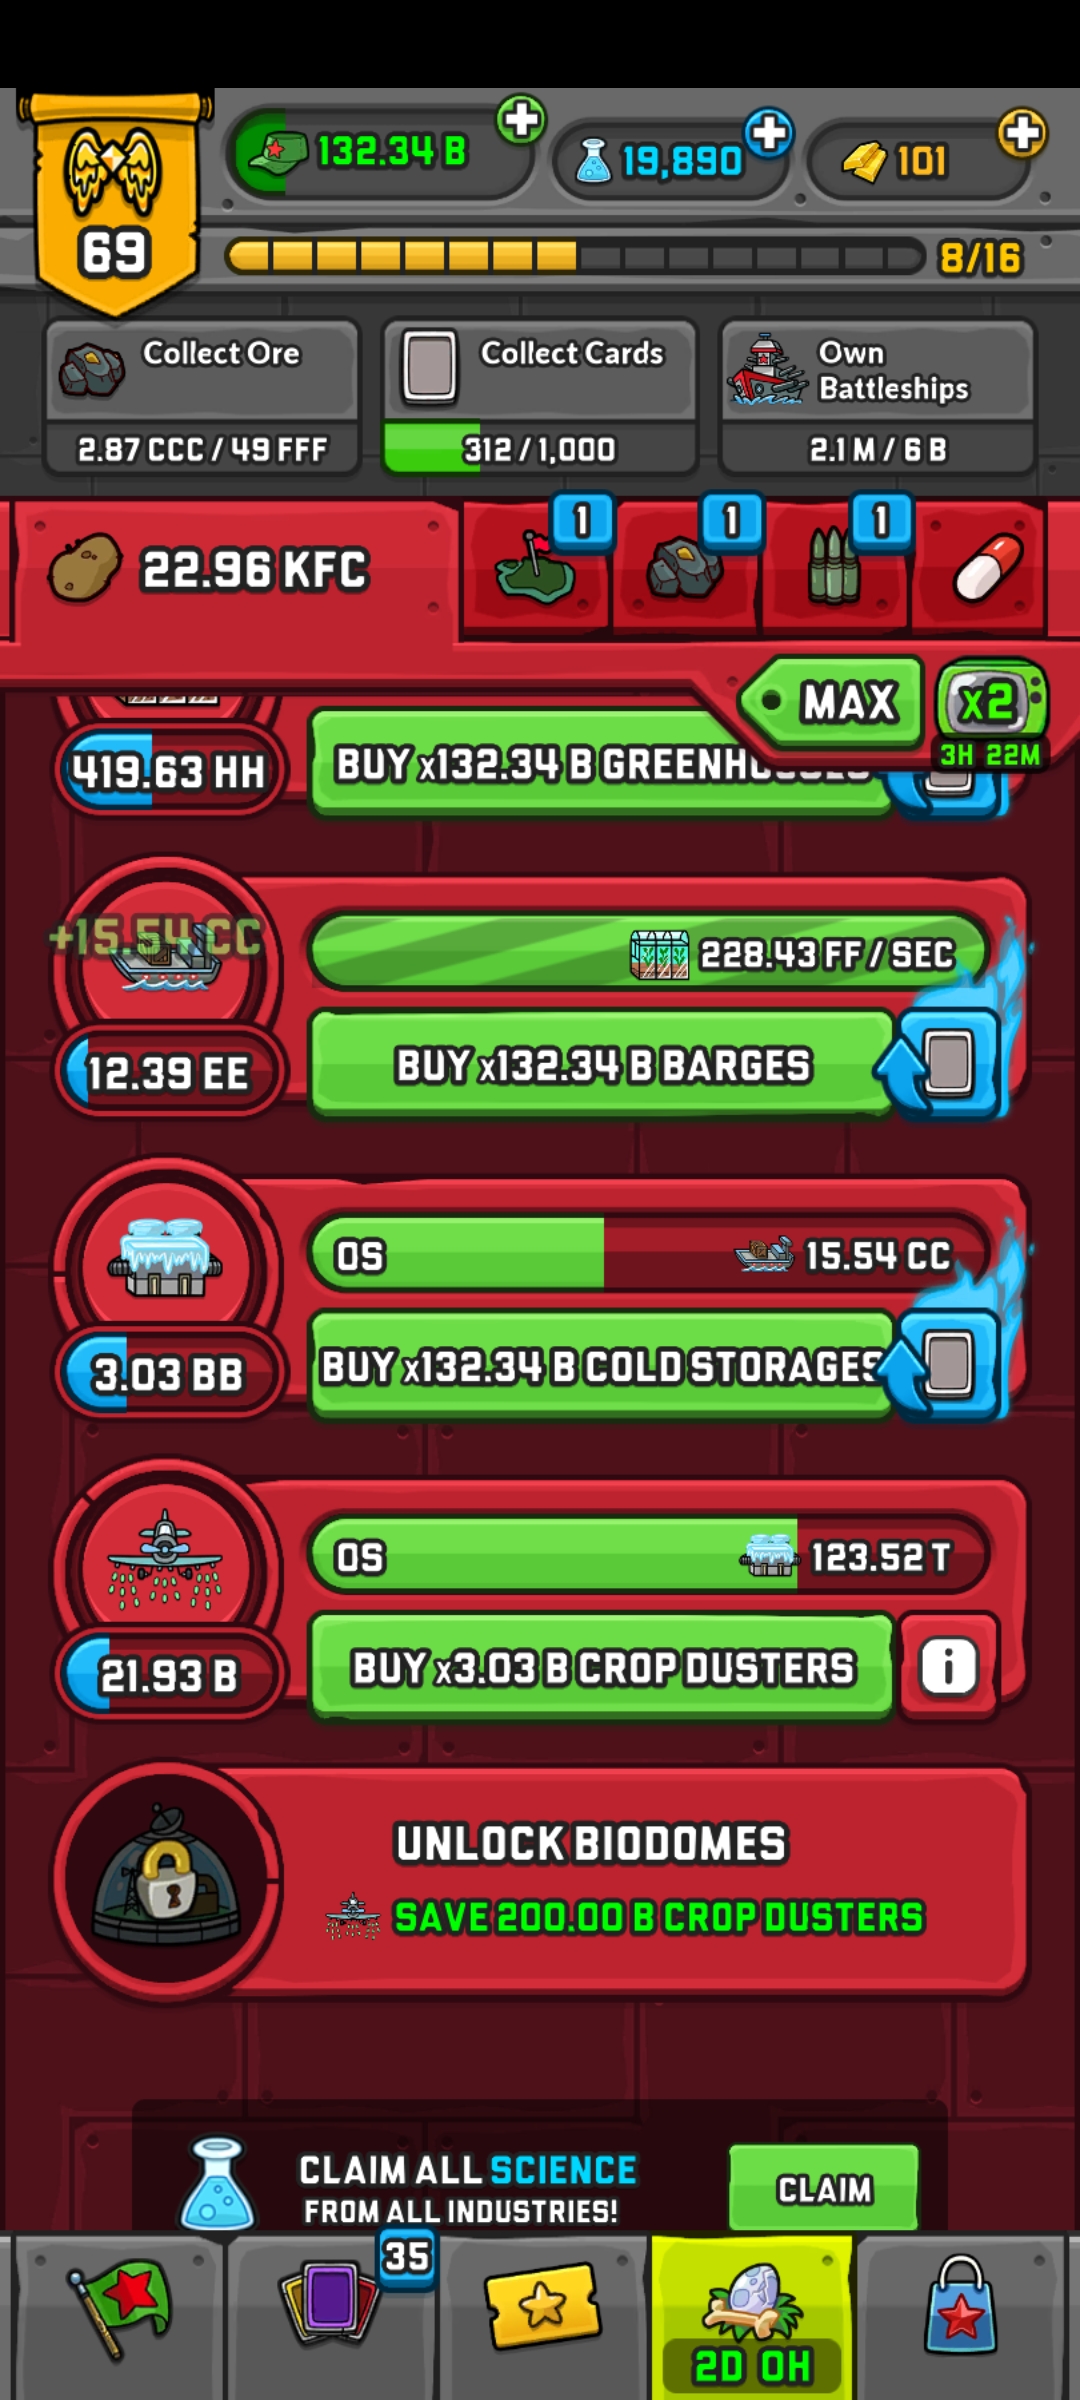 132.34 B
19,890
101
69
8/16
Collect Ore
2.87 CCC / 49 FFF
Collect Cards
312 / 1,000
Own
Battleships
2.1 M / 6 B
22.96 KFC
1
1
1
MAX
x2
3H 22M
419.63 HH
BUY x132.34 B GREENHOUSES
+15.54 CC
228.43 FF / SEC
12.39 EE
BUY x132.34 B BARGES
0S
15.54 CC
3.03 BB
BUY x132.34 B COLD STORAGES
0S
123.52 T
21.93 B
BUY x3.03 B CROP DUSTERS
i
UNLOCK BIODOMES
SAVE 200.00 B CROP DUSTERS
CLAIM ALL SCIENCE
FROM ALL INDUSTRIES!
CLAIM
35
2D 0H